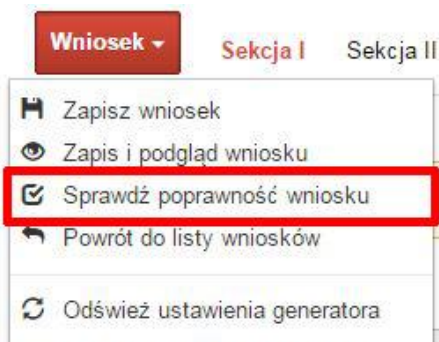 Wniosek Sekcja I Sekcja II
Zapisz wniosek
Zapis i podgląd wniosku
Sprawdź poprawność wniosku
Powrót do listy wniosków
Odśwież ustawienia generatora